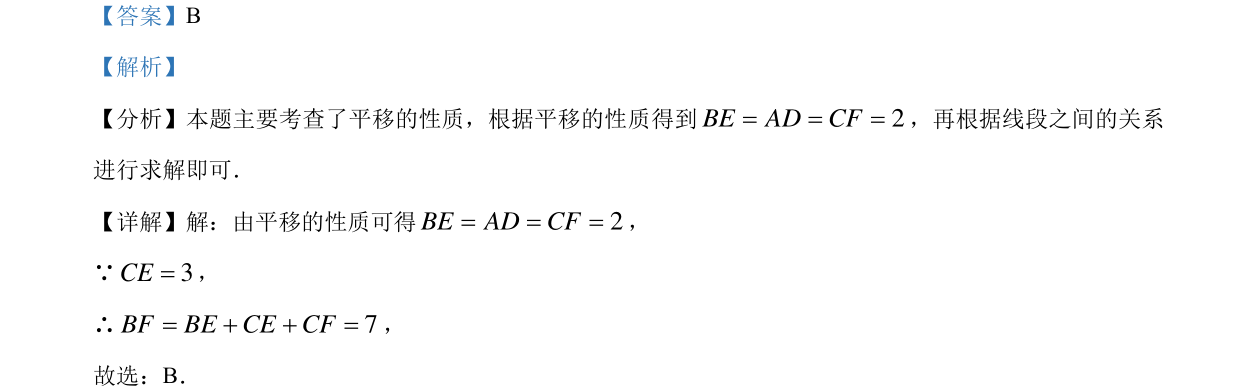 【答案】B
【解析】
【分析】本题主要考查了平移的性质，根据平移的性质得到BE = AD = CF = 2，再根据线段之间的关系
进行求解即可．
【详解】解：由平移的性质可得BE = AD = CF = 2，
∵CE = 3，
∴BF = BE + CE + CF = 7，
故选：B．